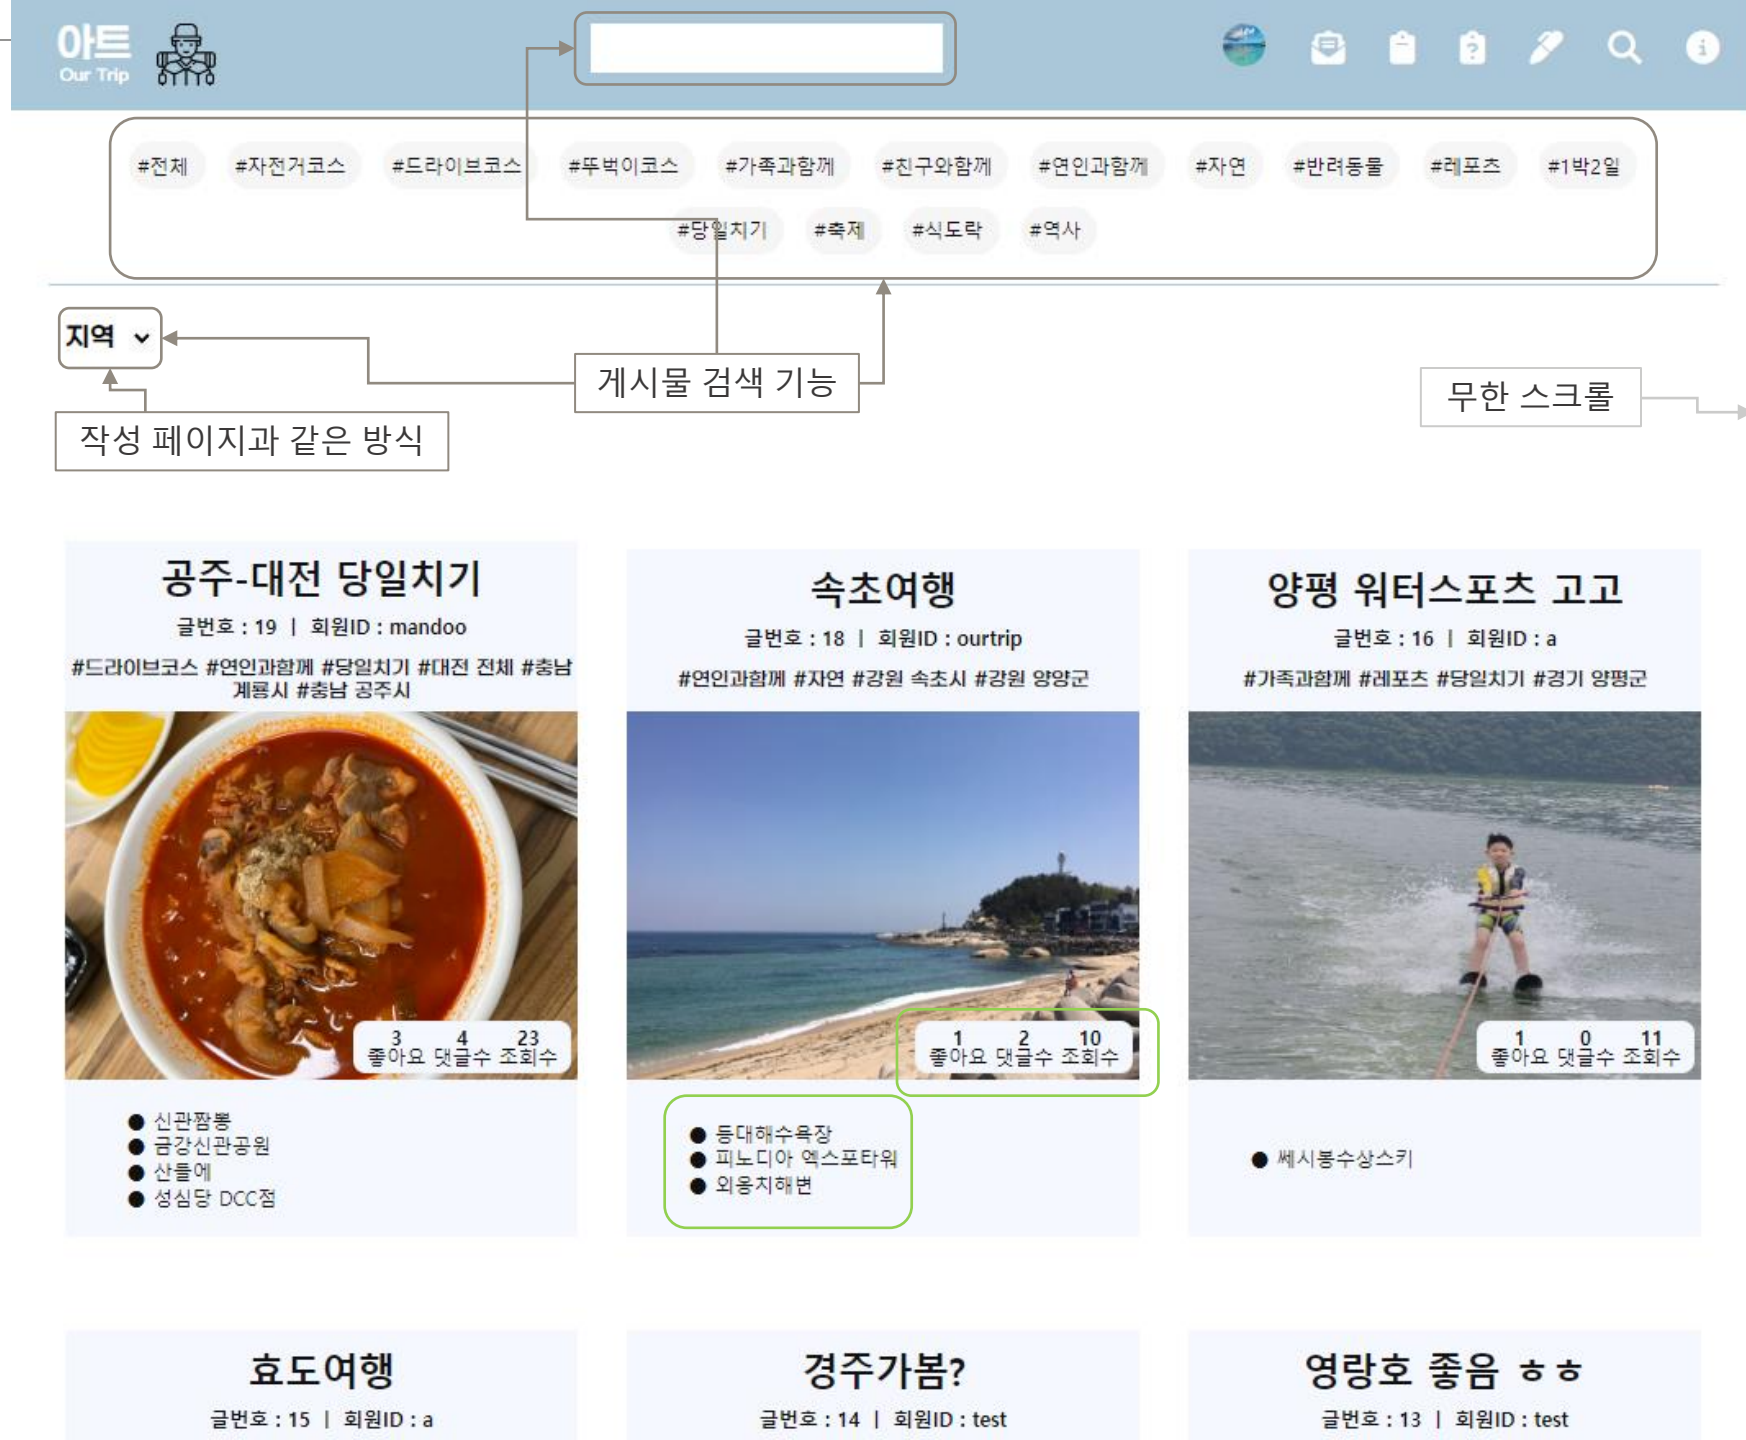 아트
Our Trip
#전체 #자전거코스 #드라이브코스 #뚜벅이코스 #가족과함께 #친구와함께 #연인과함께 #자연 #반려동물 #레포츠 #1박2일
#당일치기 #축제 #식도락 #역사
지역
게시물 검색 기능
무한 스크롤
작성 페이지과 같은 방식
공주-대전 당일치기
글번호 : 19 | 회원ID : mandoo
#드라이브코스 #연인과함께 #당일치기 #대전 전체 #충남
계룡시 #충남 공주시
3 4 23
좋아요 댓글수 조회수
● 신관짬뽕
● 금강신관공원
● 산들에
● 성심당 DCC점
속초여행
글번호 : 18 | 회원ID : ourtrip
#연인과함께 #자연 #강원 속초시 #강원 양양군
1 2 10
좋아요 댓글수 조회수
● 등대해수욕장
● 피노디아 엑스포타워
● 외옹치해변
양평 워터스포츠 고고
글번호 : 16 | 회원ID : a
#가족과함께 #레포츠 #당일치기 #경기 양평군
1 0 11
좋아요 댓글수 조회수
● 쎄시봉수상스키
효도여행
글번호 : 15 | 회원ID : a
경주가봄?
글번호 : 14 | 회원ID : test
영랑호 좋음 ㅎㅎ
글번호 : 13 | 회원ID : test